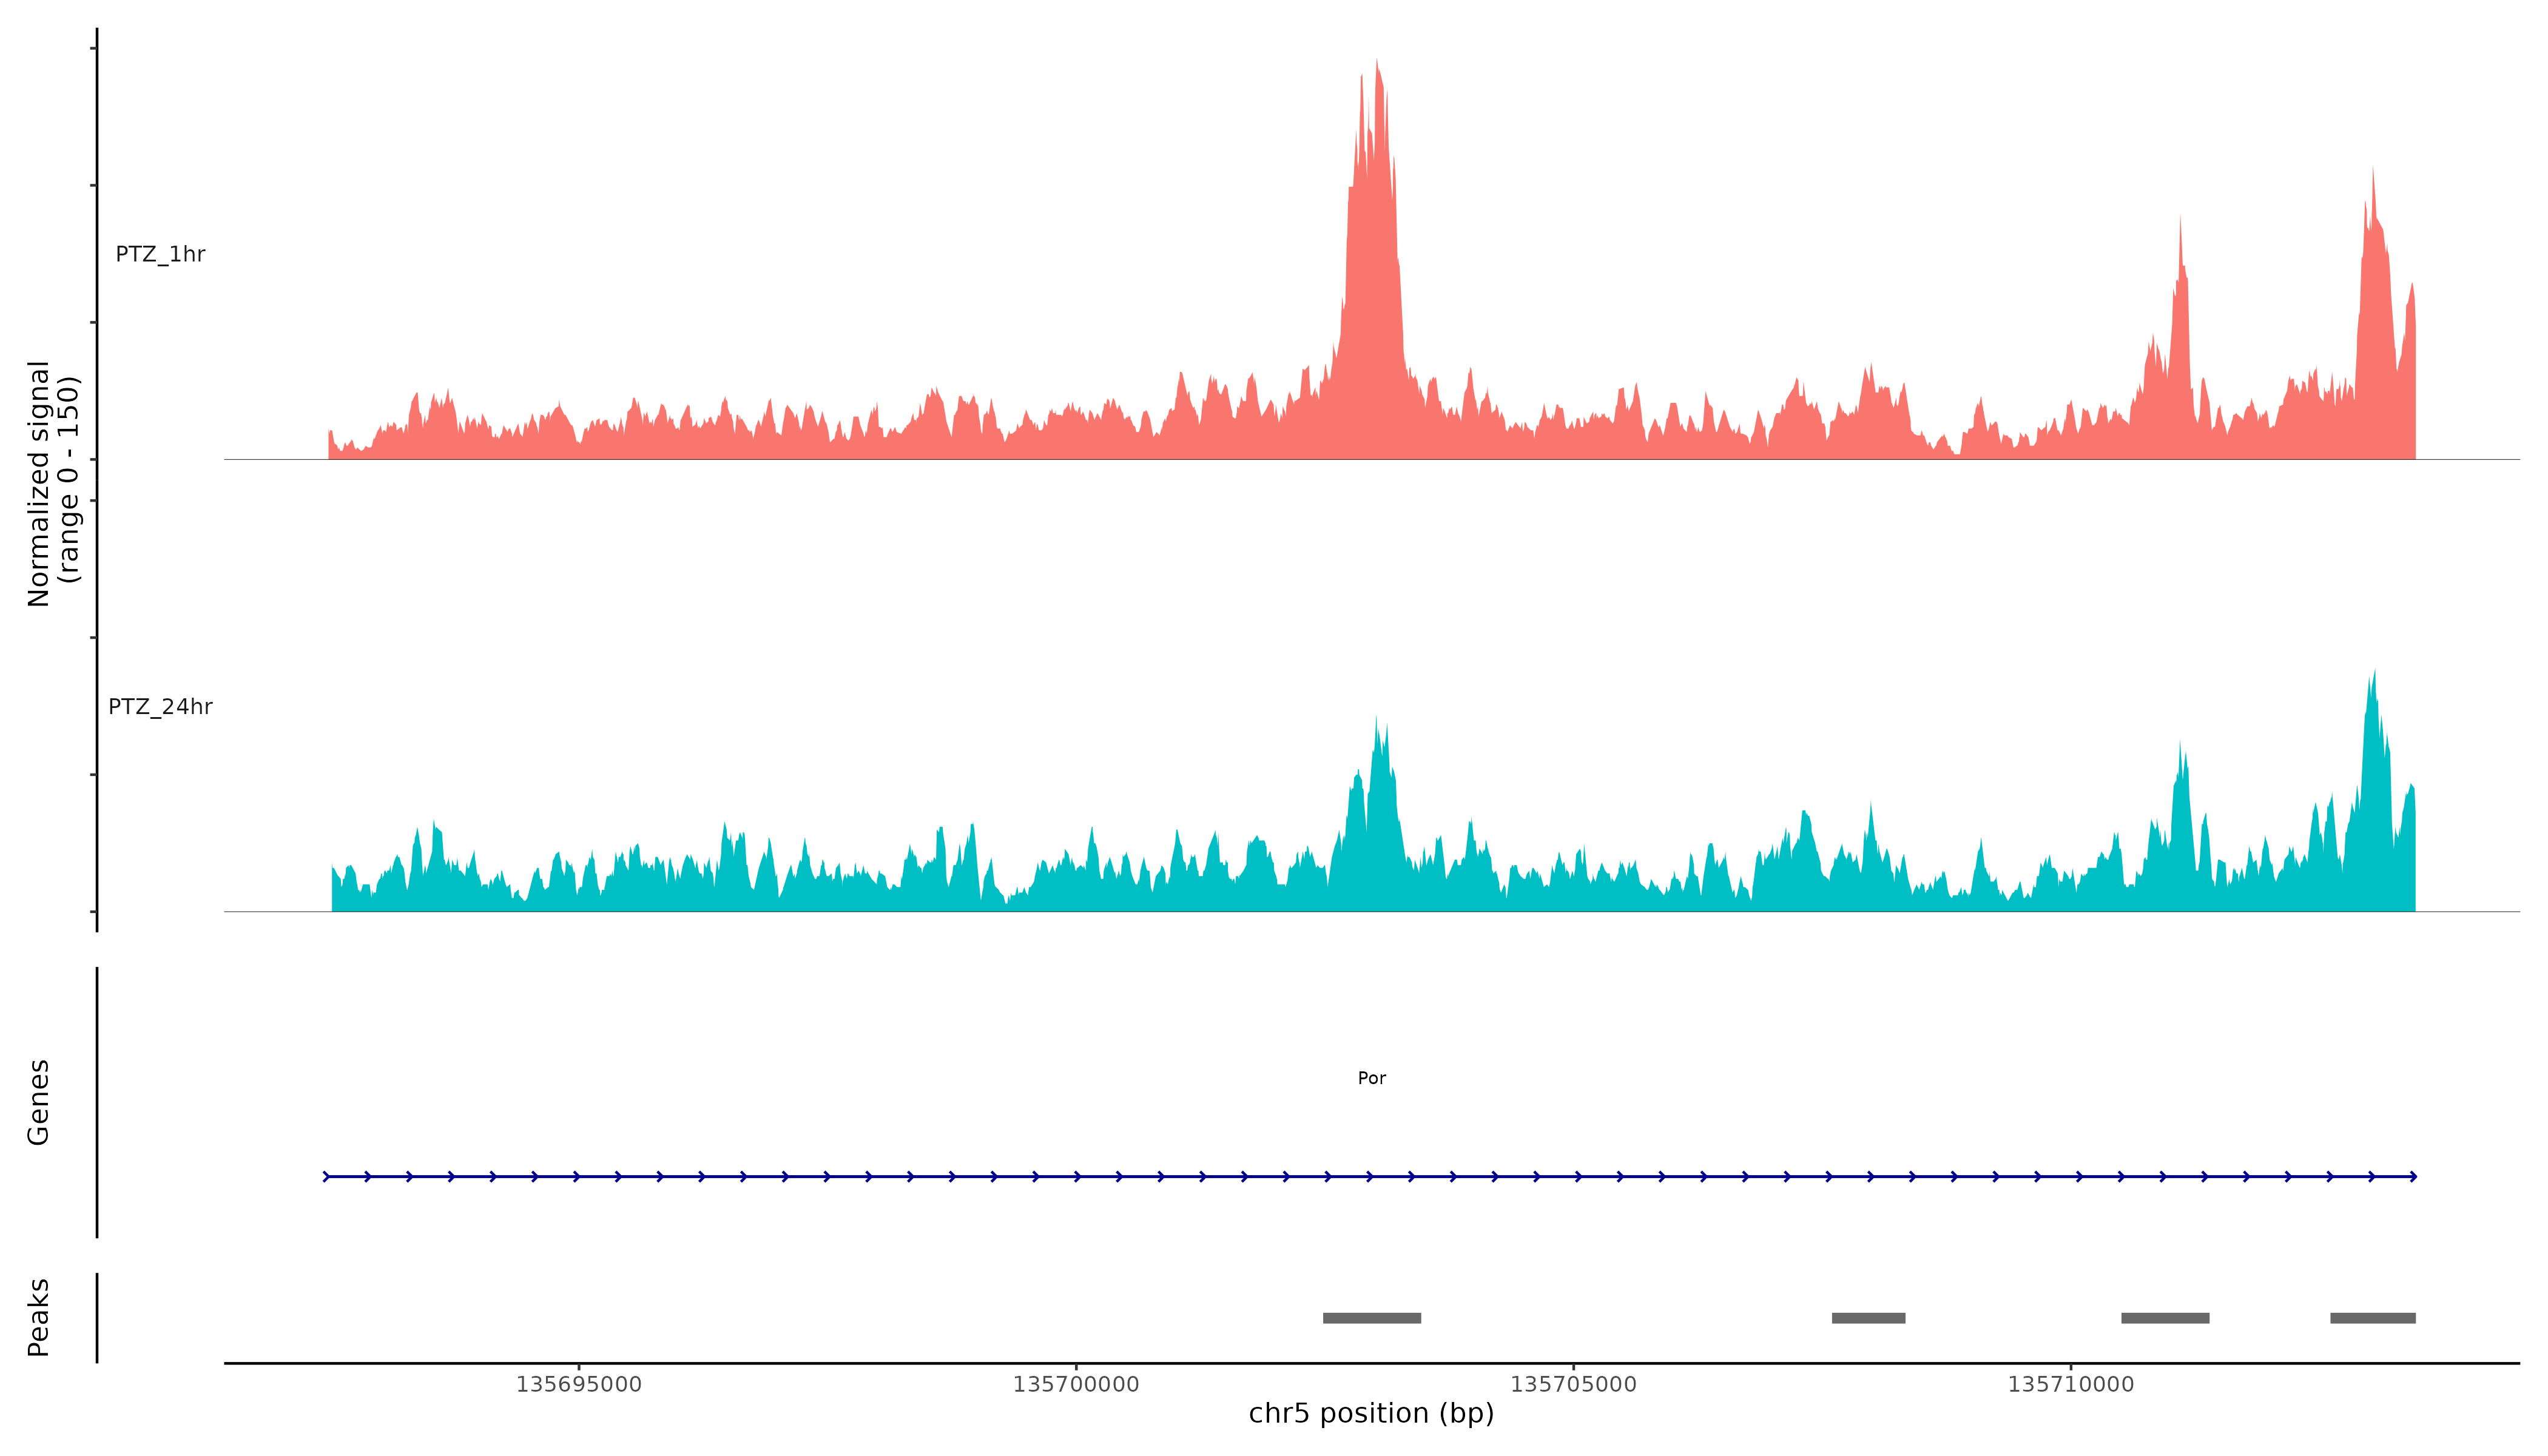 Normalized signal
(range 0 - 150)
PTZ_1hr
PTZ_24hr
Genes
Por
Peaks
135695000
135700000
135705000
135710000
chr5 position (bp)